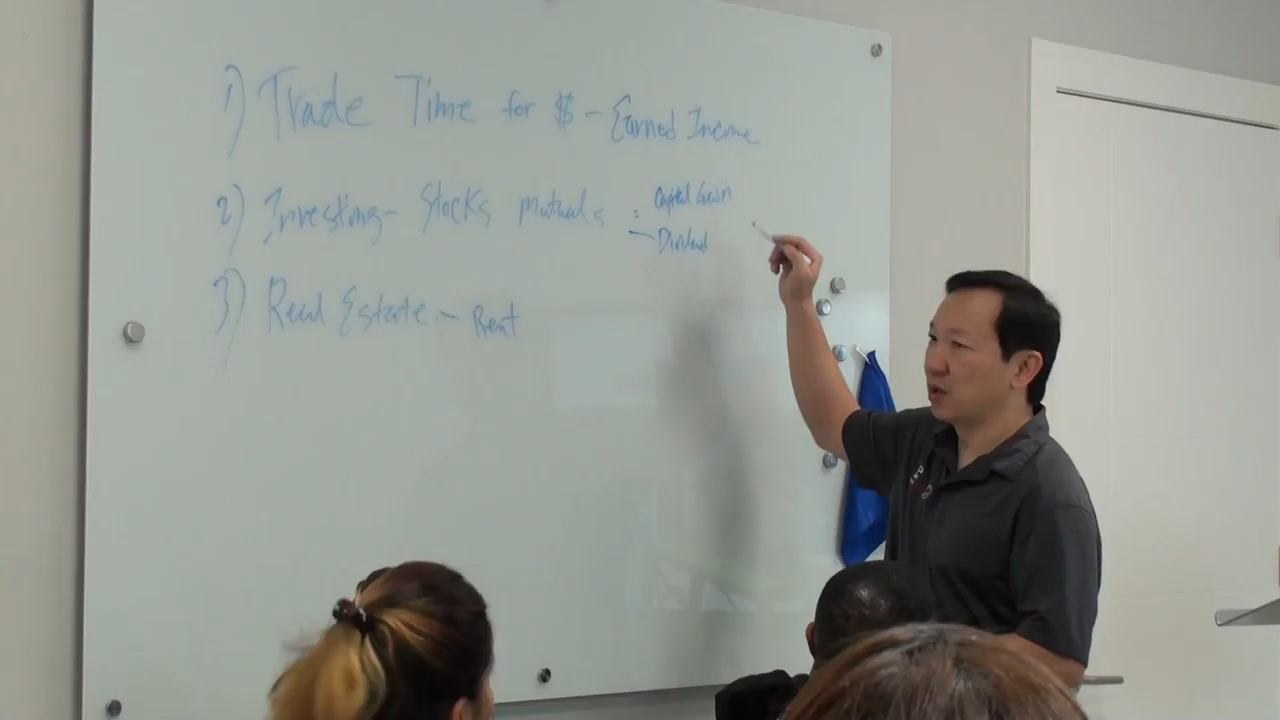 1) Trade Time for $ - Earned Income
2) Investing - Stocks Mutuals - Capital Gain
- Dividend
3) Real Estate - Rent